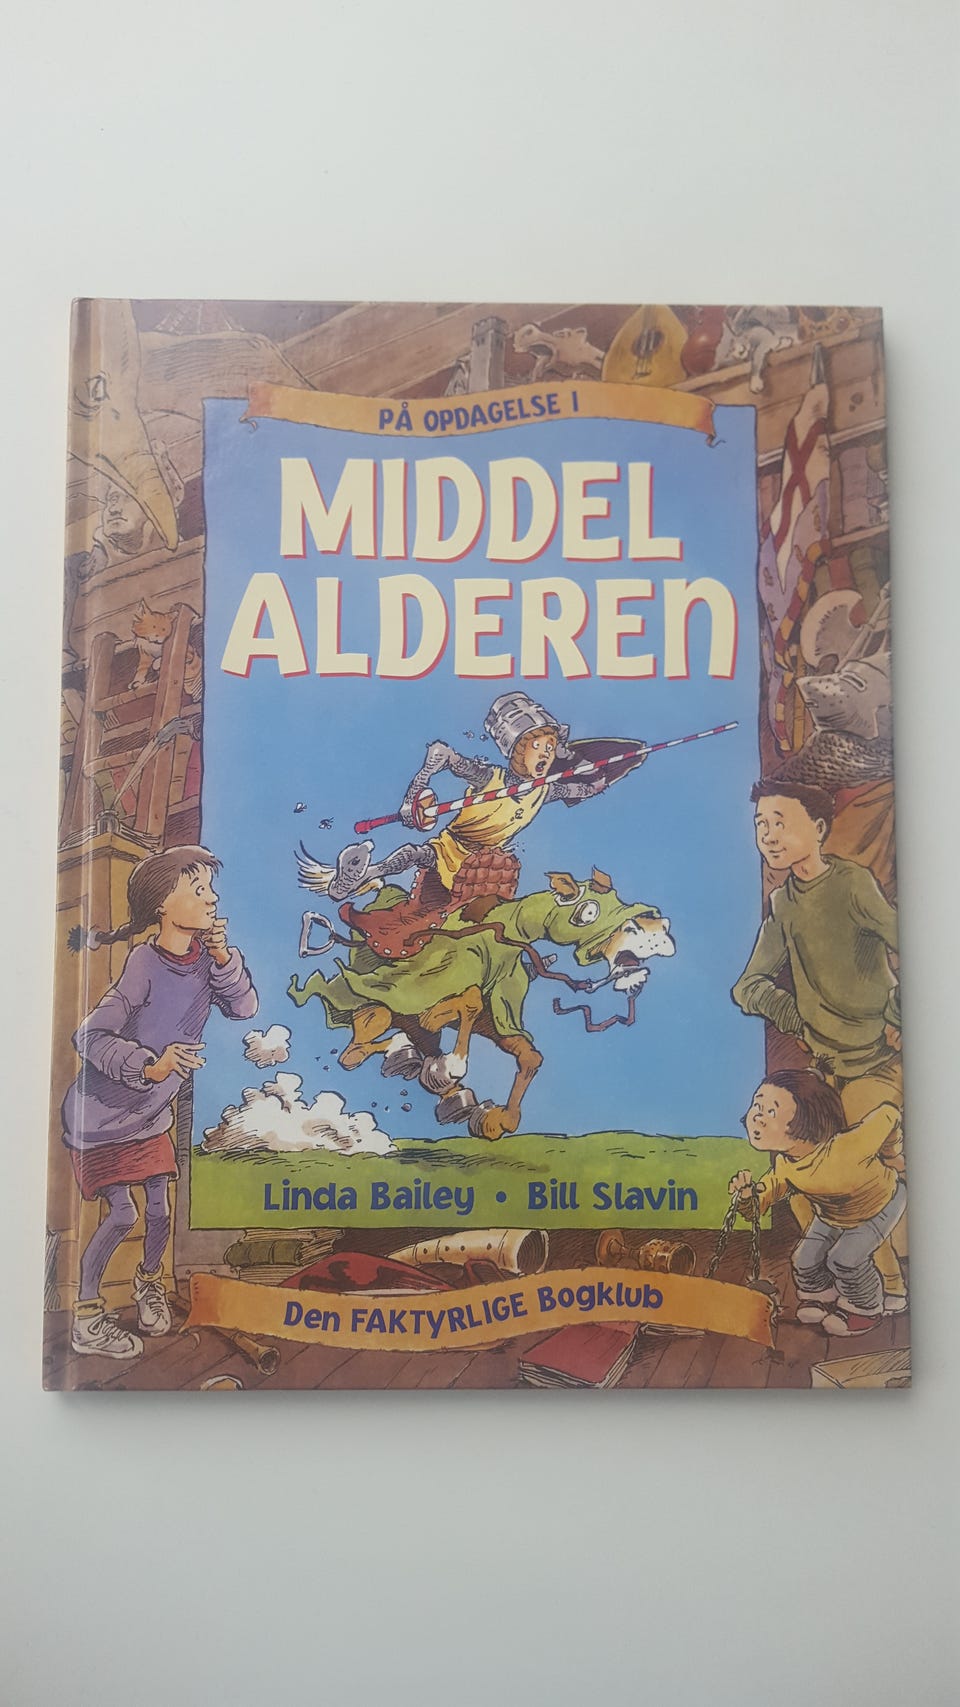 PÅ OPDAGELSE I
MIDDEL
ALDEREN
Linda Bailey • Bill Slavin
Den FAKTYRLIGE Bogklub